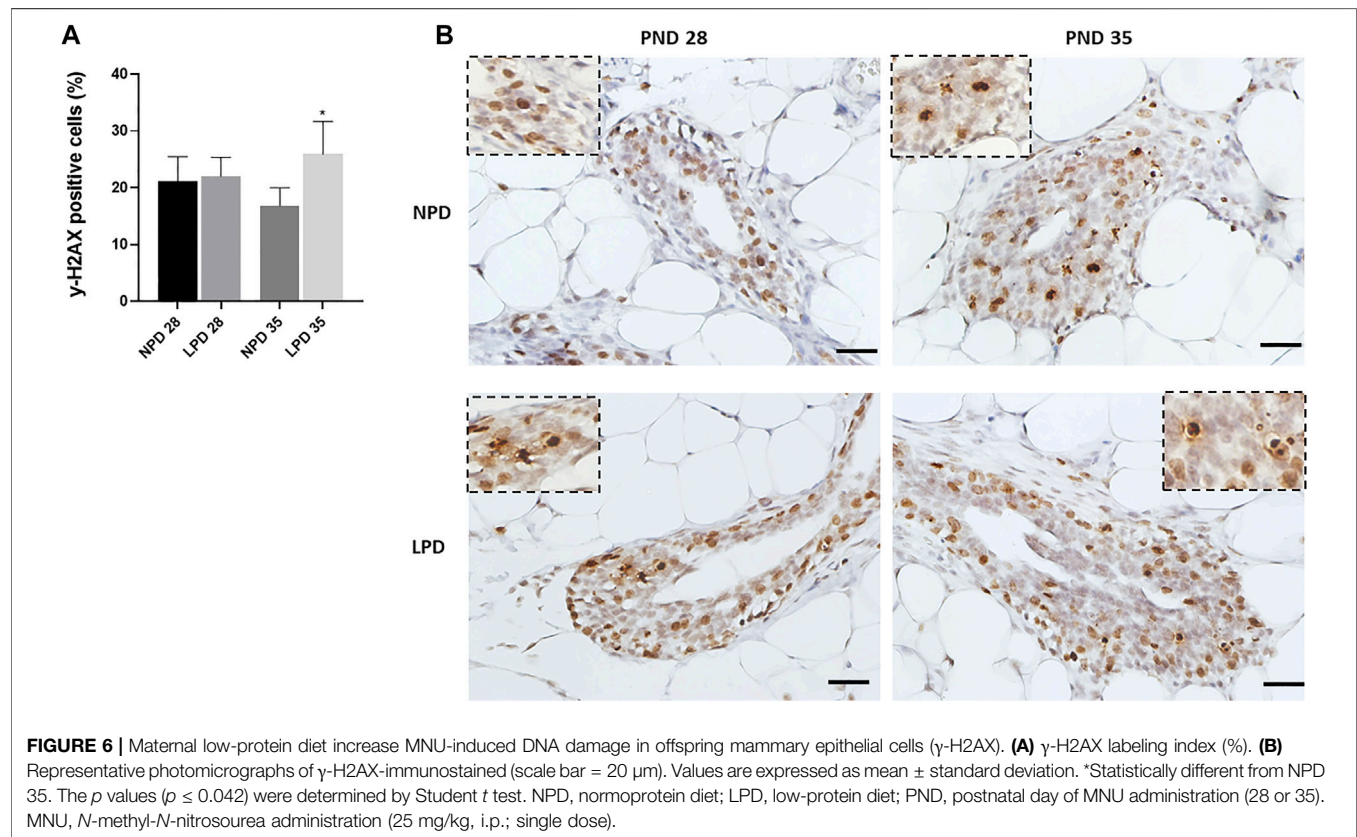 A
B
PND 28
PND 35
y-H2AX positive cells (%)
40
30
20
10
0
*
NPD 28
LPD 28
NPD 35
LPD 35
NPD
LPD
FIGURE 6 | Maternal low-protein diet increase MNU-induced DNA damage in offspring mammary epithelial cells (γ-H2AX). (A) γ-H2AX labeling index (%). (B)
Representative photomicrographs of γ-H2AX-immunostained (scale bar = 20 μm). Values are expressed as mean ± standard deviation. *Statistically different from NPD
35. The p values (p ≤ 0.042) were determined by Student t test. NPD, normoprotein diet; LPD, low-protein diet; PND, postnatal day of MNU administration (28 or 35).
MNU, N-methyl-N-nitrosourea administration (25 mg/kg, i.p.; single dose).